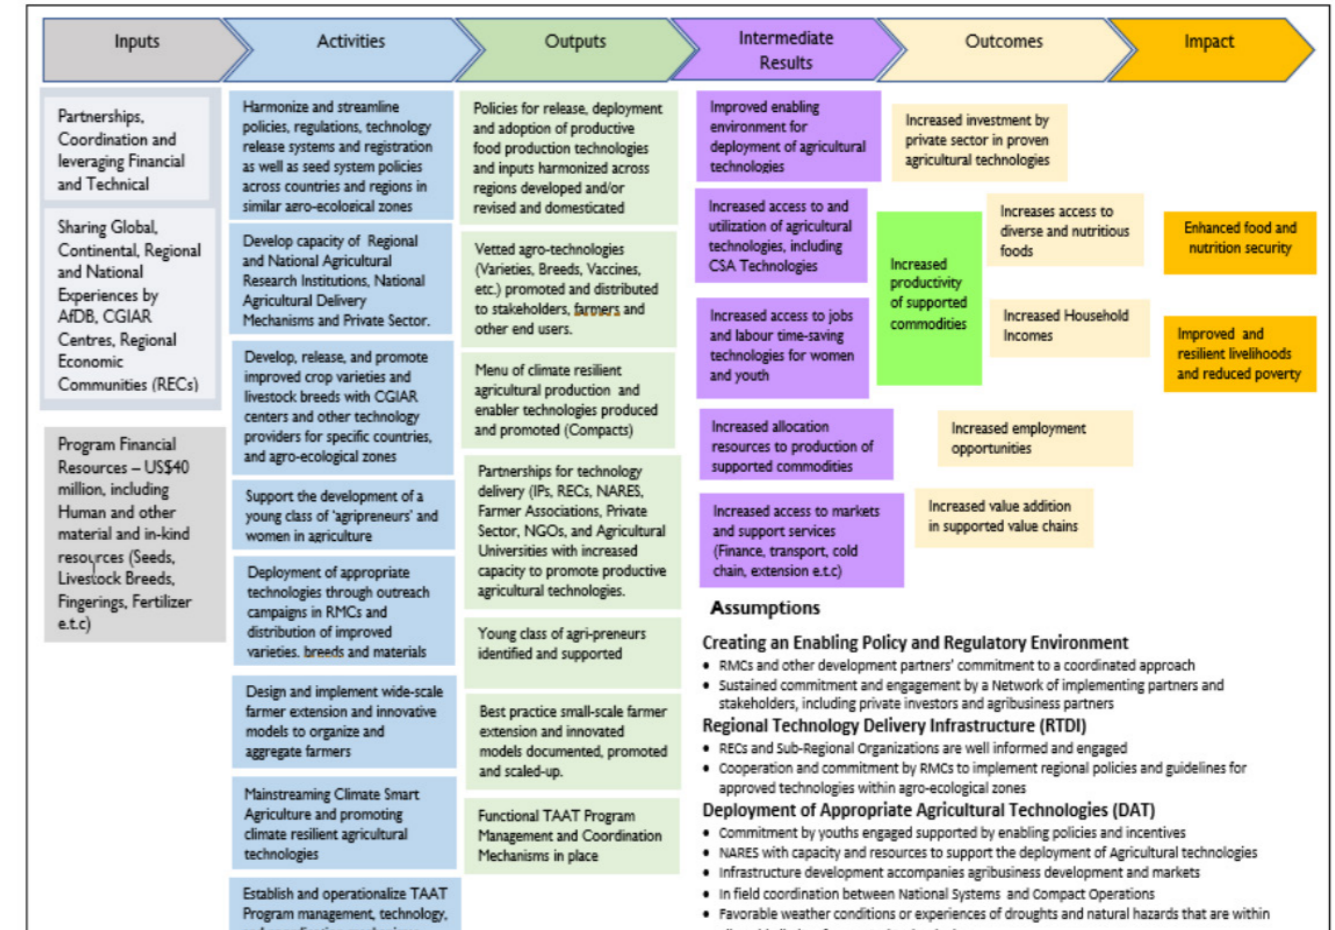 Inputs
Activities
Outputs
Intermediate
Results
Outcomes
Impact
Partnerships,
Coordination and
leveraging Financial
and Technical
Sharing Global,
Continental, Regional
and National
Experiences by
AfDB, CGIAR
Centres, Regional
Economic
Communities (RECs)
Program Financial
Resources – US$40
million, including
Human and other
material and in-kind
resources (Seeds,
Livestock Breeds,
Fingerings, Fertilizer
e.t.c)
Harmonize and streamline
policies, regulations, technology
release systems and registration
as well as seed system policies
across countries and regions in
similar agro-ecological zones
Develop capacity of Regional
and National Agricultural
Research Institutions, National
Agricultural Delivery
Mechanisms and Private Sector.
Develop, release, and promote
improved crop varieties and
livestock breeds with CGIAR
centers and other technology
providers for specific countries,
and agro-ecological zones
Support the development of a
young class of 'agripreneurs' and
women in agriculture
Deployment of appropriate
technologies through outreach
campaigns in RMCs and
distribution of improved
varieties. breeds and materials
Design and implement wide-scale
farmer extension and innovative
models to organize and
aggregate farmers
Mainstreaming Climate Smart
Agriculture and promoting
climate resilient agricultural
technologies
Establish and operationalize TAAT
Program management, technology,
Policies for release, deployment
and adoption of productive
food production technologies
and inputs harmonized across
regions developed and/or
revised and domesticated
Vetted agro-technologies
(Varieties, Breeds, Vaccines,
etc.) promoted and distributed
to stakeholders, farmers and
other end users.
Menu of climate resilient
agricultural production and
enabler technologies produced
and promoted (Compacts)
Partnerships for technology
delivery (IPs, RECs, NARES,
Farmer Associations, Private
Sector, NGOs, and Agricultural
Universities with increased
capacity to promote productive
agricultural technologies.
Young class of agri-preneurs
identified and supported
Best practice small-scale farmer
extension and innovated
models documented, promoted
and scaled-up.
Functional TAAT Program
Management and Coordination
Mechanisms in place
Improved enabling
environment for
deployment of agricultural
technologies
Increased access to and
utilization of agricultural
technologies, including
CSA Technologies
Increased access to jobs
and labour time-saving
technologies for women
and youth
Increased allocation
resources to production of
supported commodities
Increased access to markets
and support services
(Finance, transport, cold
chain, extension e.t.c)
Increased investment by
private sector in proven
agricultural technologies
Increased
productivity
of supported
commodities
Increases access to
diverse and nutritious
foods
Increased Household
Incomes
Increased employment
opportunities
Increased value addition
in supported value chains
Enhanced food and
nutrition security
Improved and
resilient livelihoods
and reduced poverty
Assumptions
Creating an Enabling Policy and Regulatory Environment
• RMCs and other development partners' commitment to a coordinated approach
• Sustained commitment and engagement by a Network of implementing partners and
stakeholders, including private investors and agribusiness partners
Regional Technology Delivery Infrastructure (RTDI)
• RECs and Sub-Regional Organizations are well informed and engaged
• Cooperation and commitment by RMCs to implement regional policies and guidelines for
approved technologies within agro-ecological zones
Deployment of Appropriate Agricultural Technologies (DAT)
• Commitment by youths engaged supported by enabling policies and incentives
• NARES with capacity and resources to support the deployment of Agricultural technologies
• Infrastructure development accompanies agribusiness development and markets
• In field coordination between National Systems and Compact Operations
• Favorable weather conditions or experiences of droughts and natural hazards that are within